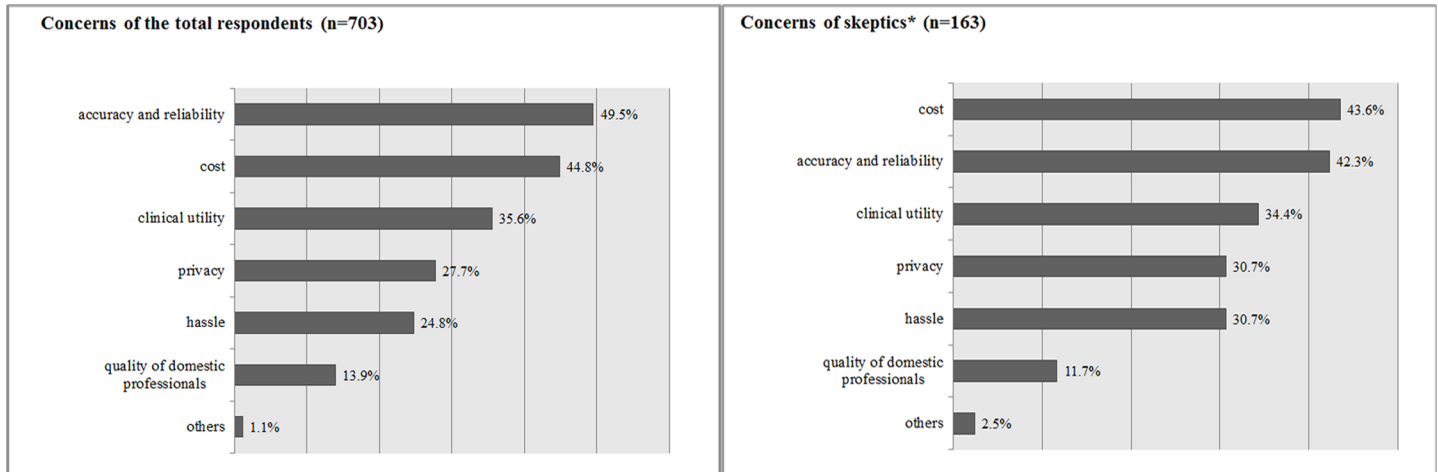 Concerns of the total respondents (n=703)
accuracy and reliability
49.5%
cost
44.8%
clinical utility
35.6%
privacy
27.7%
hassle
24.8%
quality of domestic
professionals
13.9%
others
1.1%
Concerns of skeptics* (n=163)
cost
43.6%
accuracy and reliability
42.3%
clinical utility
34.4%
privacy
30.7%
hassle
30.7%
quality of domestic
professionals
11.7%
others
2.5%